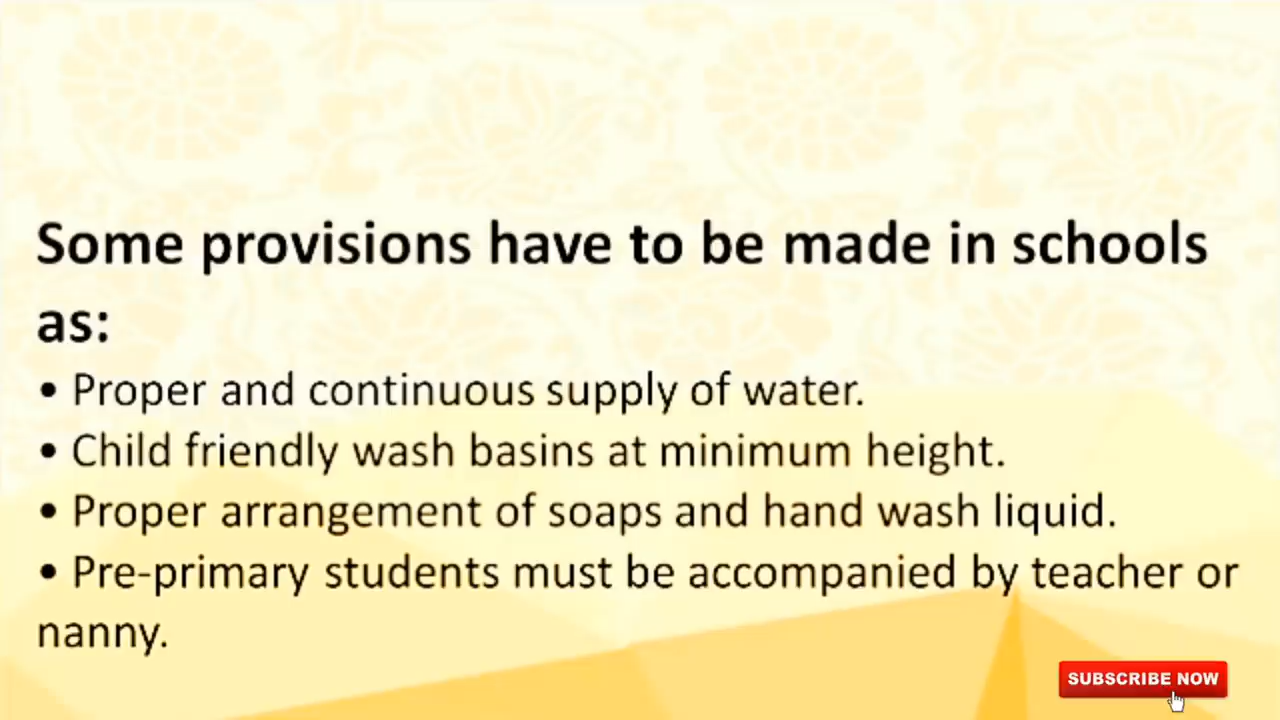 Some provisions have to be made in schools
as:
• Proper and continuous supply of water.
• Child friendly wash basins at minimum height.
• Proper arrangement of soaps and hand wash liquid.
• Pre-primary students must be accompanied by teacher or
nanny.
SUBSCRIBE NOW